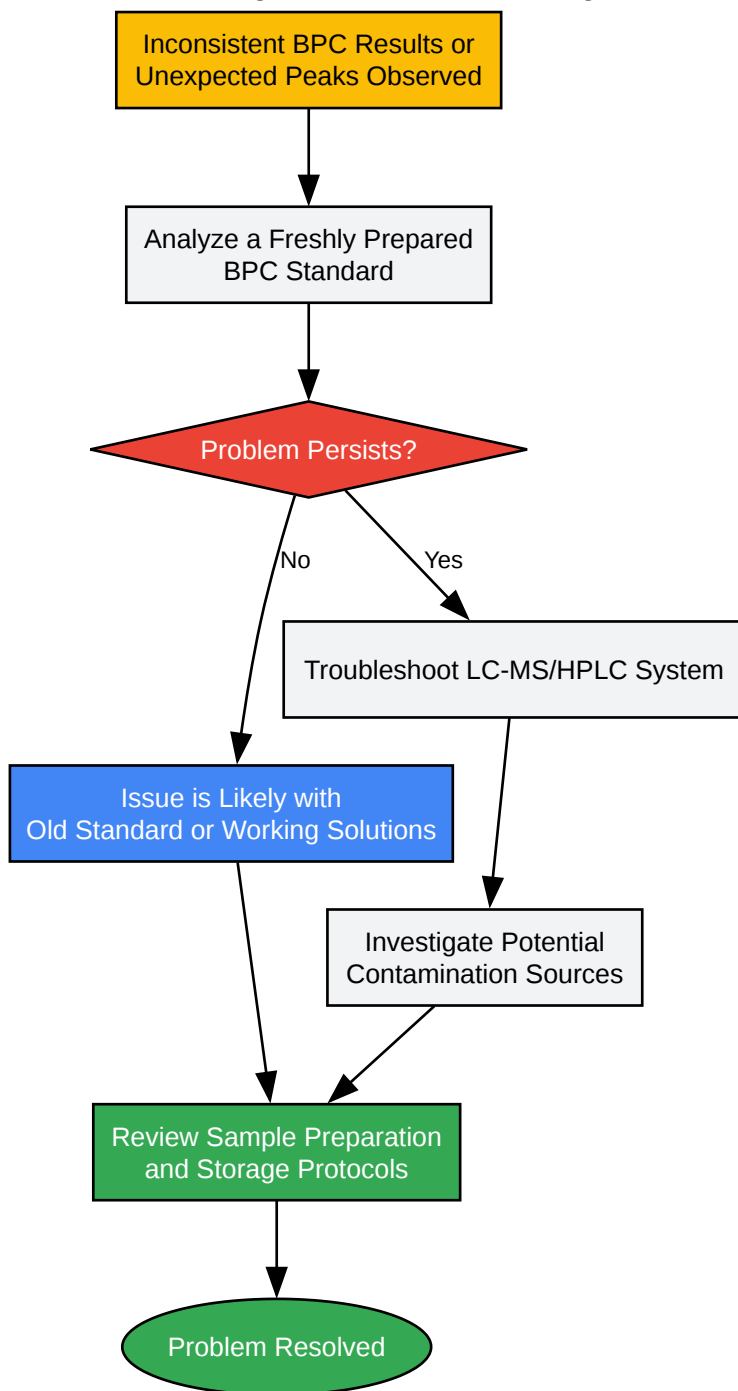 Inconsistent BPC Results or
Unexpected Peaks Observed
Analyze a Freshly Prepared
BPC Standard
Problem Persists?
No
Yes
Troubleshoot LC-MS/HPLC System
Issue is Likely with
Old Standard or Working Solutions
Investigate Potential
Contamination Sources
Review Sample Preparation
and Storage Protocols
Problem Resolved